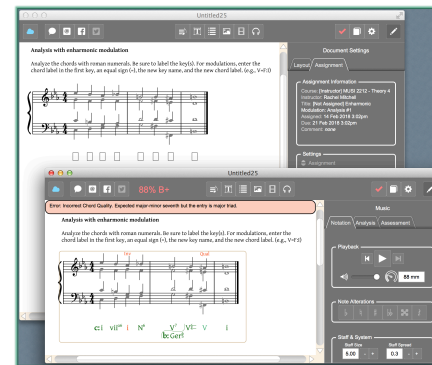 Untitled25
Analysis with enharmonic modulation
Analyze the chords with roman numerals. Be sure to label the key(s). For modulations, enter the
chord label in the first key, an equal sign (=), the new key name, and the new chord label. (e.g., V=F:I)
Document Settings
Layout Assignment
Assignment Information
Course: [Instructor] MUSI 2212 - Theory 4
Instructor: Rachel Mitchell
Title: [Not Assigned] Enharmonic
Modulation: Analysis #1
Assigned: 14 Feb 2018 3:02pm
Due: 21 Feb 2018 3:02pm
Comment: none
Settings
Assignment
Untitled25
88% B+
Error: Incorrect Chord Quality. Expected major-minor seventh but the entry is major triad.
Analysis with enharmonic modulation
Analyze the chords with roman numerals. Be sure to label the key(s). For modulations, enter the
chord label in the first key, an equal sign (=), the new key name, and the new chord label. (e.g., V=F:I)
Qual
Music
Notation Analysis Assessment
Playback
88 mm
Note Alterations
Staff & System
Staff Size Staff Spread
5.00 - + 0.3 - +